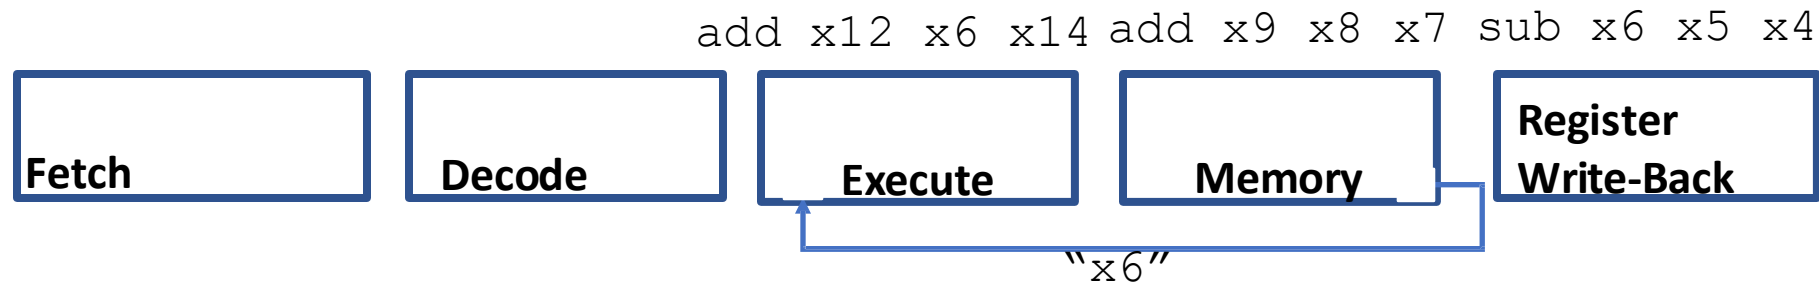 add x12 x6 x14 add x9 x8 x7 sub x6 x5 x4
Fetch
Decode
Execute
Memory
Register
Write-Back
“x6”